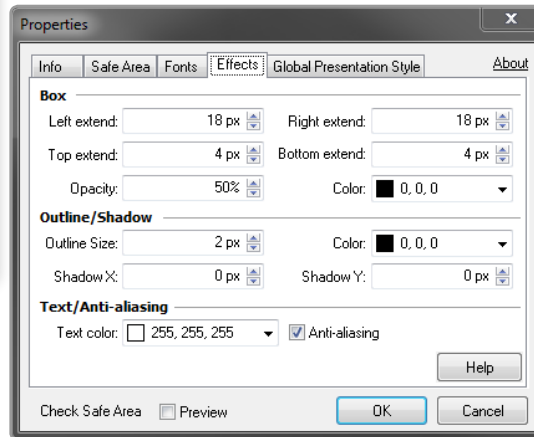 Properties
x
Info Safe Area Fonts Effects Global Presentation Style About
Box
Left extend: 18 px Right extend: 18 px
Top extend: 4 px Bottom extend: 4 px
Opacity: 50% Color: 0, 0, 0
Outline/Shadow
Outline Size: 2 px Color: 0, 0, 0
Shadow X: 0 px Shadow Y: 0 px
Text/Anti-aliasing
Text color: 255, 255, 255 Anti-aliasing
Help
Check Safe Area Preview OK Cancel